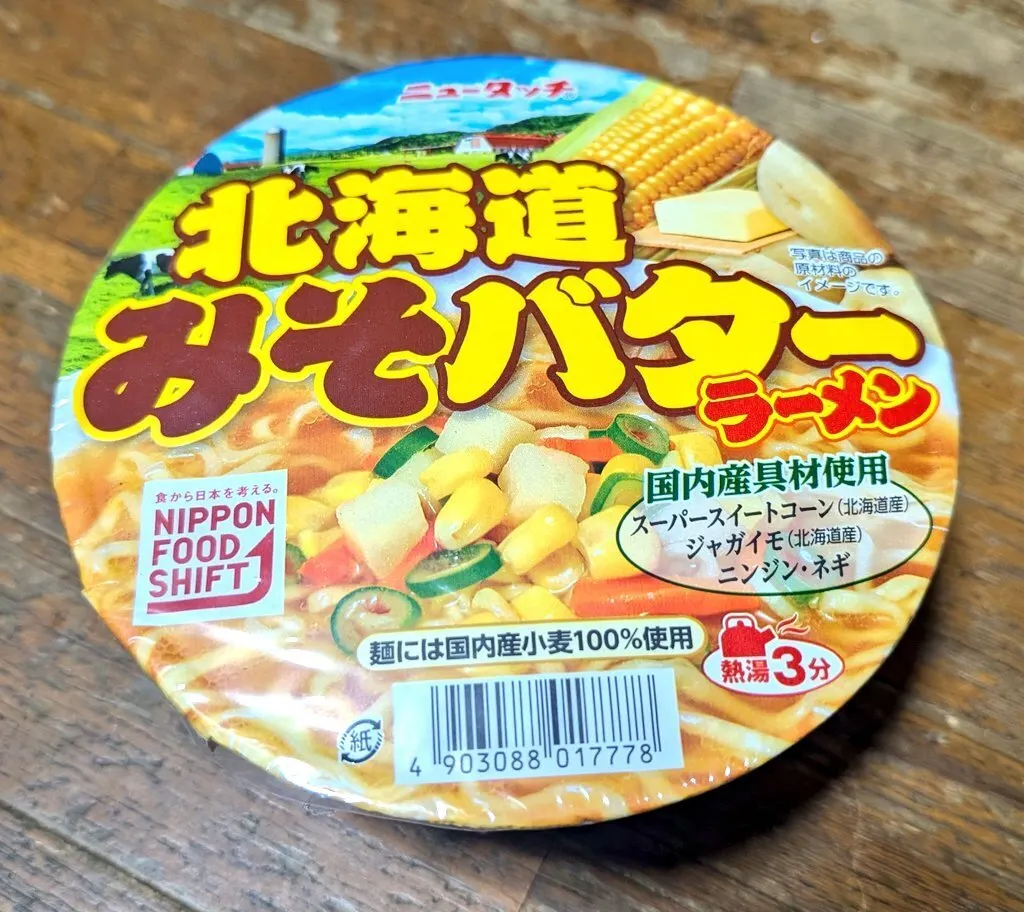 ニュータッチ®
北海道
みそバター
ラーメン
写真は商品の
原材料の
イメージです。
国内産具材使用
スーパースイートコーン(北海道産)
ジャガイモ(北海道産)
ニンジン・ネギ
食から日本を考える。
NIPPON
FOOD
SHIFT
麺には国内産小麦100%使用
熱湯3分
紙
4 903088 017778